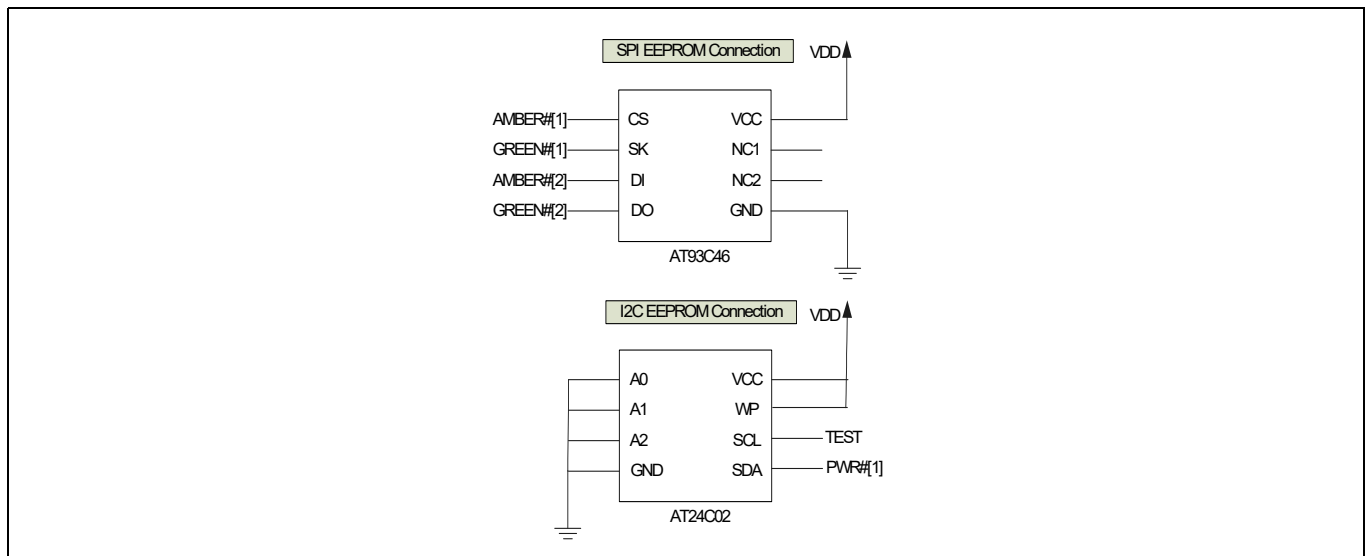 SPI EEPROM Connection
VDD
AMBER#[1] CS VCC
GREEN#[1] SK NC1
AMBER#[2] DI NC2
GREEN#[2] DO GND
AT93C46
I2C EEPROM Connection
VDD
A0 VCC
A1 WP
A2 SCL TEST
GND SDA PWR#[1]
AT24C02